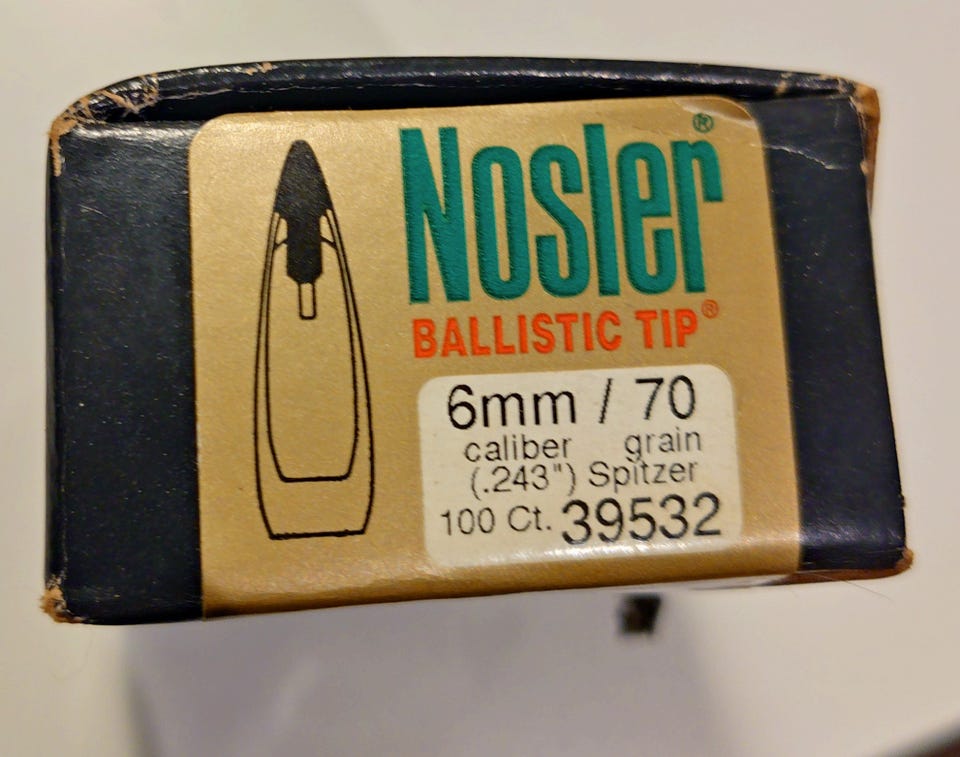 Nosler®
BALLISTIC TIP®
6mm / 70
caliber grain
(.243") Spitzer
100 Ct. 39532